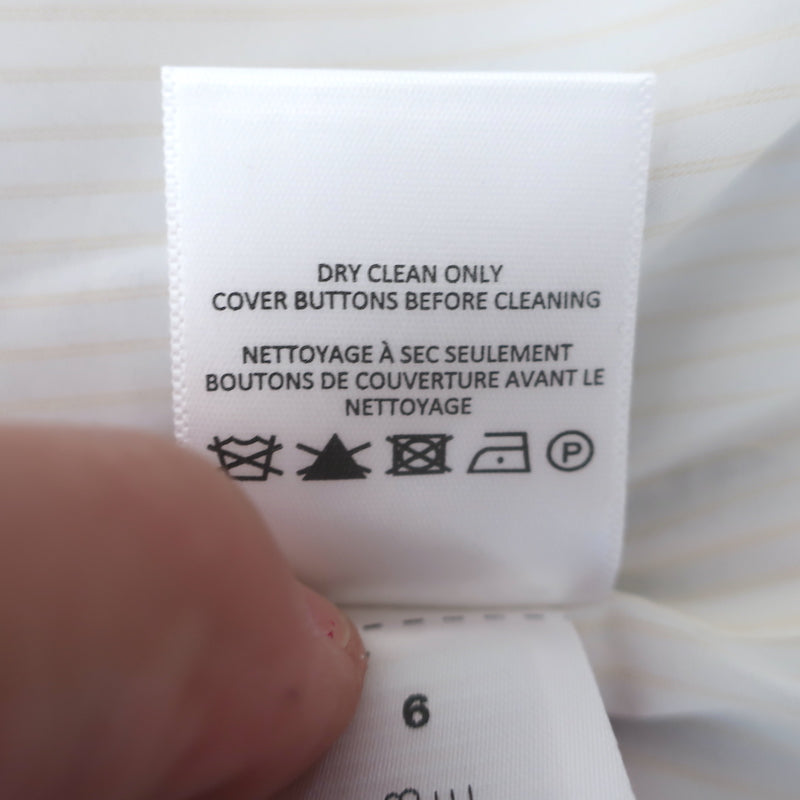 DRY CLEAN ONLY
COVER BUTTONS BEFORE CLEANING
NETTOYAGE À SEC SEULEMENT
BOUTONS DE COUVERTURE AVANT LE
NETTOYAGE
P
6